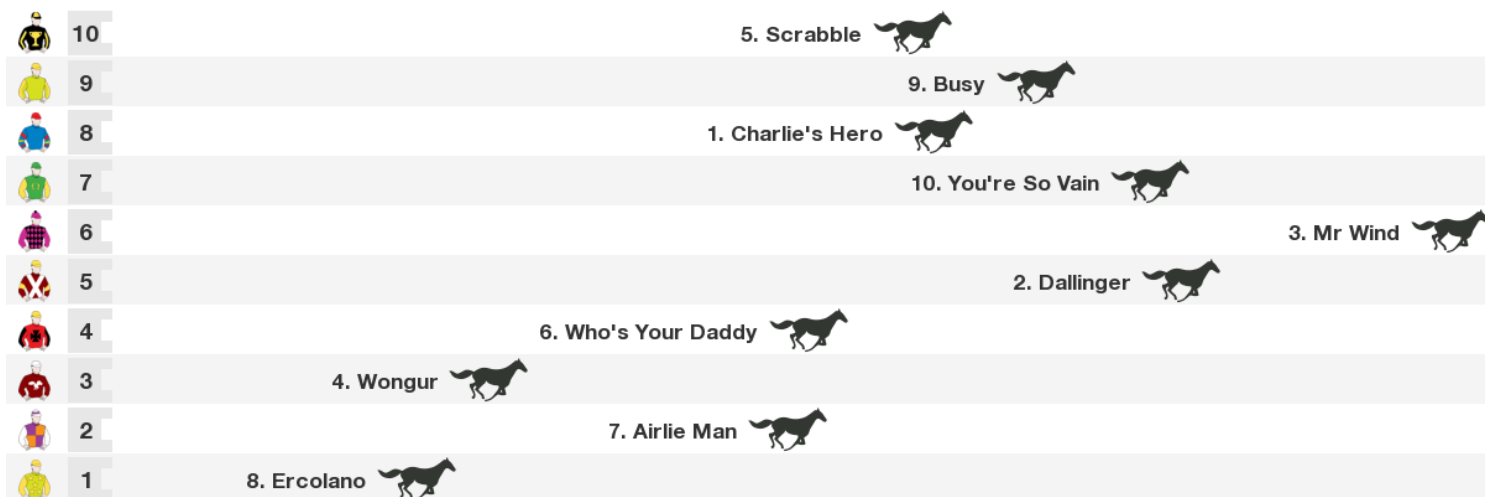 10 5. Scrabble
9 9. Busy
8 1. Charlie's Hero
7 10. You're So Vain
6 3. Mr Wind
5 2. Dallinger
4 6. Who's Your Daddy
3 4. Wongur
2 7. Airlie Man
1 8. Ercolano